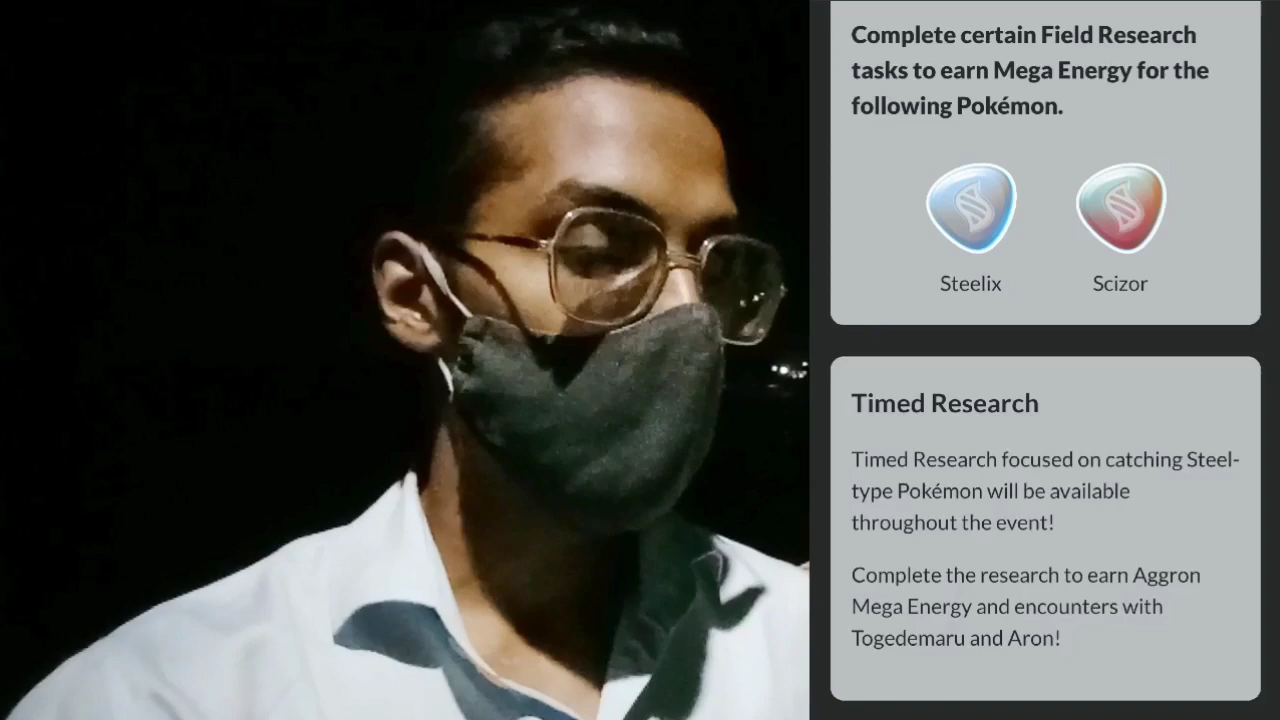 Complete certain Field Research
tasks to earn Mega Energy for the
following Pokémon.
Steelix
Scizor
Timed Research
Timed Research focused on catching Steel-
type Pokémon will be available
throughout the event!
Complete the research to earn Aggron
Mega Energy and encounters with
Togedemaru and Aron!